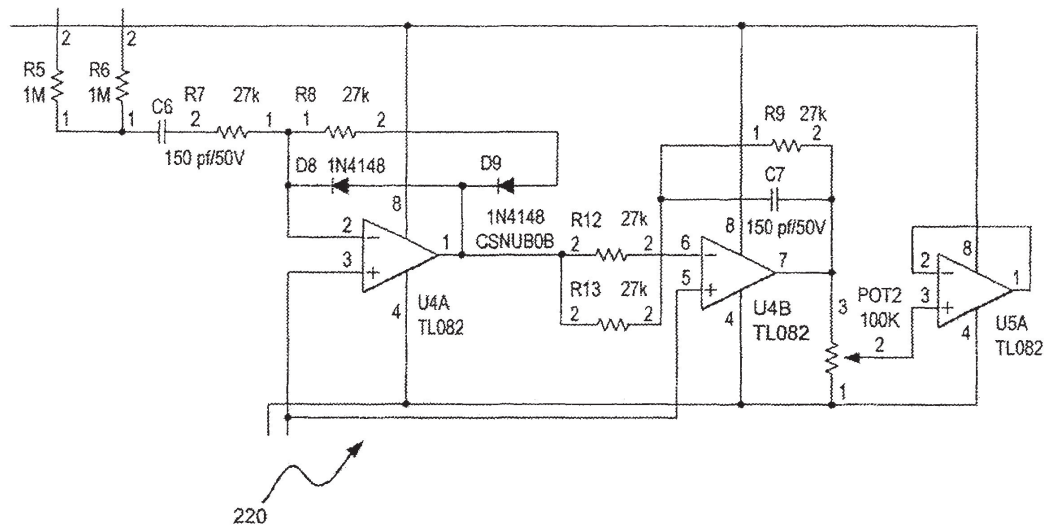 2 2
R5 R6
1M 1M
1 1
C6 R7 27k
2 1
150 pf/50V
R8 27k
1 2
D8 1N4148
D9
1N4148
CSNUB0B
8
2 1
3
4
U4A
TL082
R12 27k
2 2
R13 27k
2 2
R9 27k
1 2
C7
150 pf/50V
8
6 7
5
4
U4B
TL082
3
POT2
100K
2
1
8
2 1
3
4
U5A
TL082
220